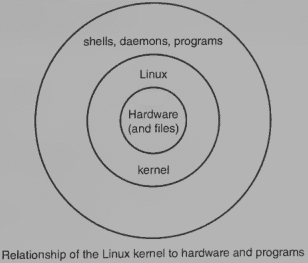 shells, daemons, programs
Linux
Hardware
(and files)
kernel
Relationship of the Linux kernel to hardware and programs